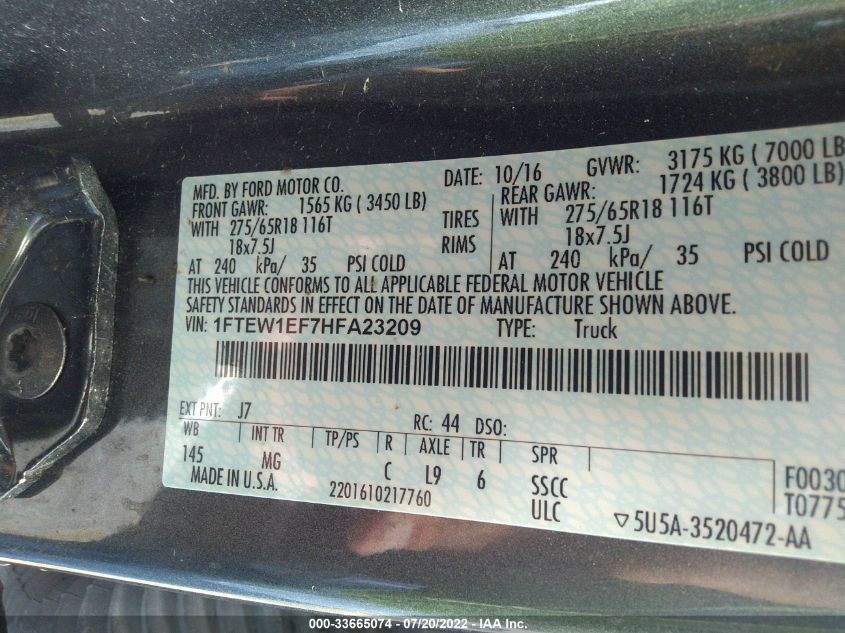 MFD. BY FORD MOTOR CO. DATE: 10/16 GVWR: 3175 KG ( 7000 LB
FRONT GAWR: 1565 KG ( 3450 LB) REAR GAWR: 1724 KG ( 3800 LB)
WITH 275/65R18 116T TIRES WITH 275/65R18 116T
18x7.5J RIMS 18x7.5J
AT 240 kPa/ 35 PSI COLD AT 240 kPa/ 35 PSI COLD
THIS VEHICLE CONFORMS TO ALL APPLICABLE FEDERAL MOTOR VEHICLE
SAFETY STANDARDS IN EFFECT ON THE DATE OF MANUFACTURE SHOWN ABOVE.
VIN: 1FTEW1EF7HFA23209 TYPE: Truck
EXT PNT: J7 RC: 44 DSO:
WB INT TR TP/PS R AXLE TR SPR
145 MG C L9 6 SSCC F0030
MADE IN U.S.A. 2201610217760 ULC T0775
▽5U5A-3520472-AA
000-33665074 - 07/20/2022 - IAA Inc.